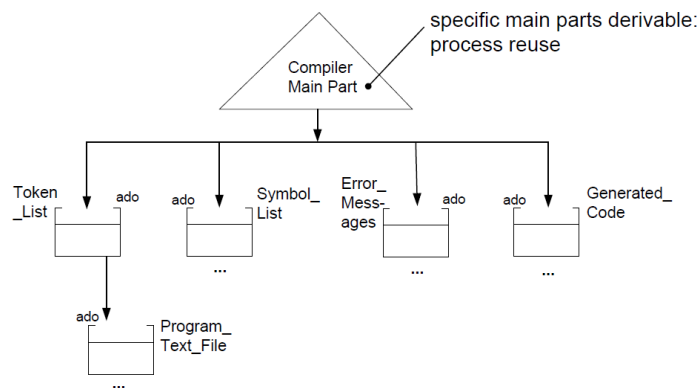 specific main parts derivable:
process reuse
Compiler
Main Part
Token
_List
ado
ado
Symbol_
List
Error_
Mess-
ages
ado
ado
Generated_
Code
...
...
...
ado
Program_
Text_File
...